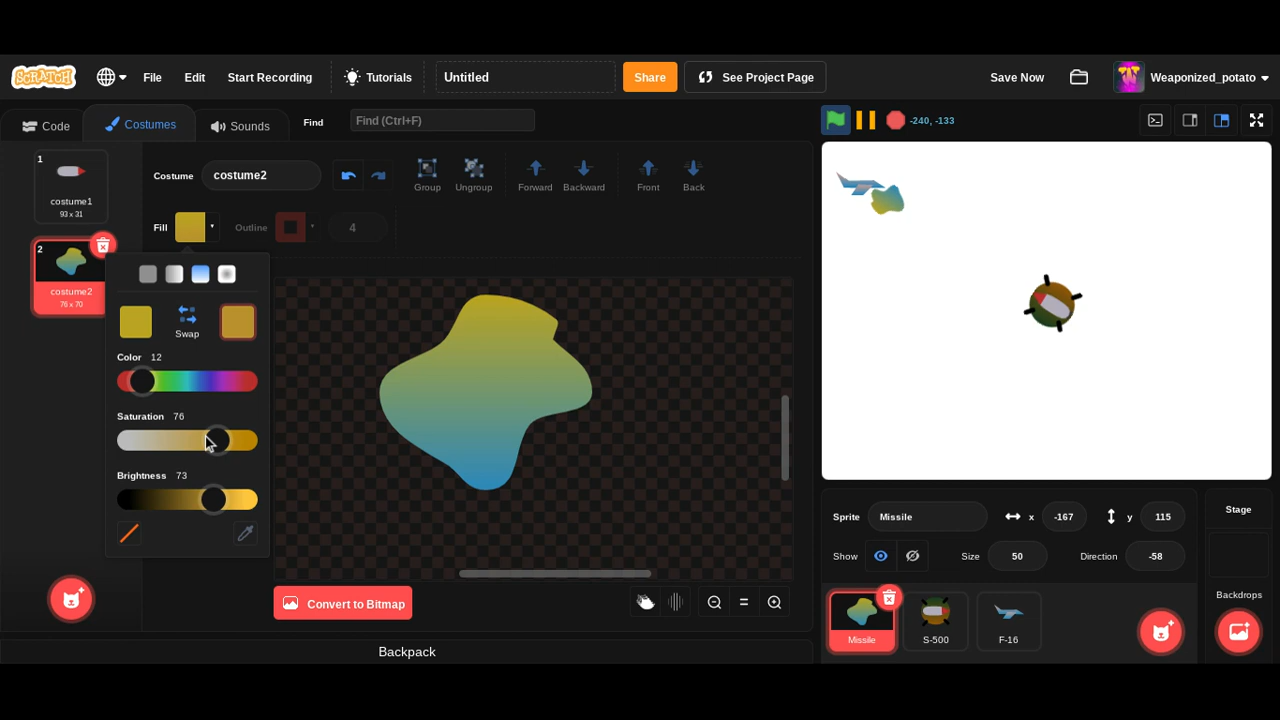 SCRATCH File Edit Start Recording Tutorials Untitled Share See Project Page Save Now Weaponized_potato
Code Costumes Sounds Find Find (Ctrl+F) -240, -133
1
costume1
93 x 31
2
costume2
76 x 70
Costume costume2 Group Ungroup Forward Backward Front Back
Fill Outline 4
Swap
Color 12
Saturation 76
Brightness 73
Convert to Bitmap
Backpack
Sprite Missile x -167 y 115
Show Size 50 Direction -58
Missile S-500 F-16
Stage
Backdrops